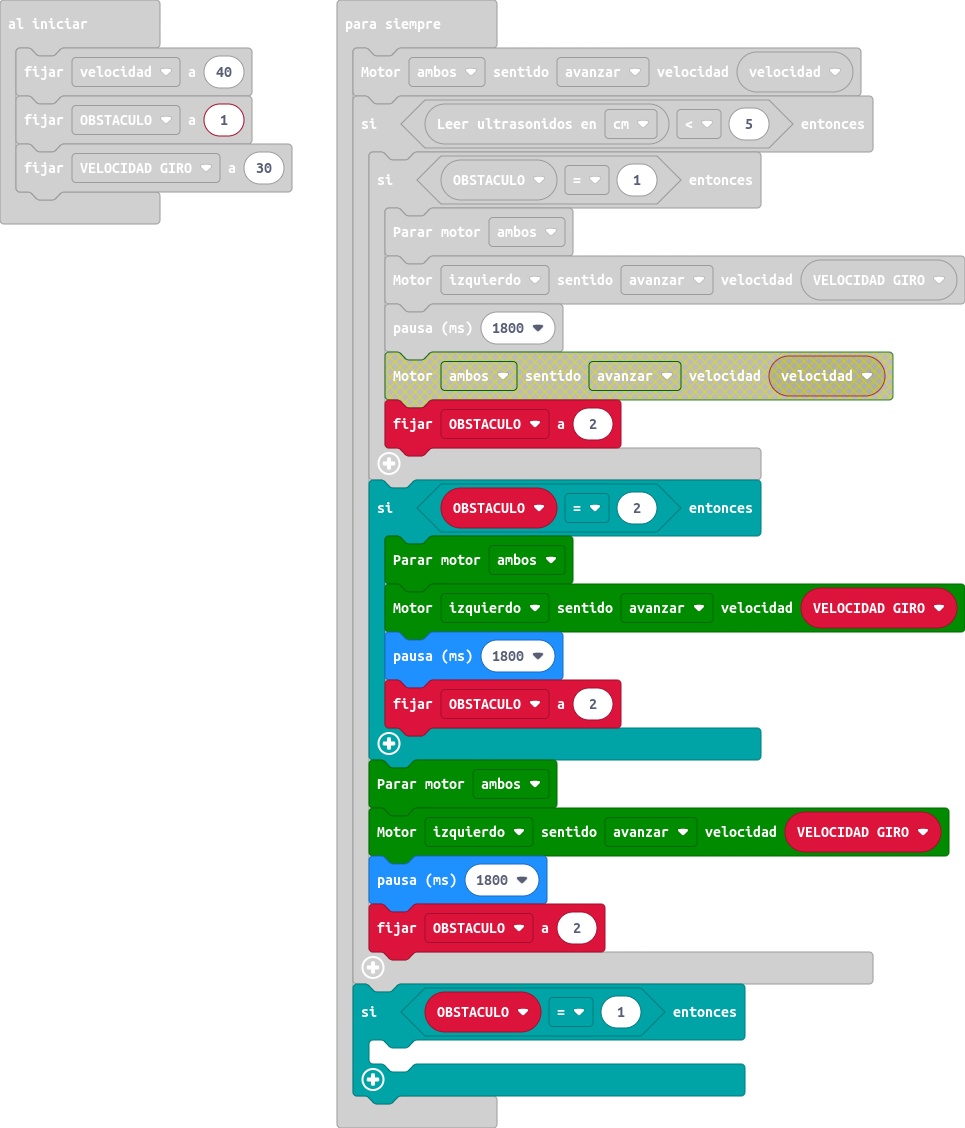 al iniciar
fijar velocidad a 40
fijar OBSTACULO a 1
fijar VELOCIDAD GIRO a 30
para siempre
Motor ambos sentido avanzar velocidad velocidad
si Leer ultrasonidos en cm < 5 entonces
si OBSTACULO = 1 entonces
Parar motor ambos
Motor izquierdo sentido avanzar velocidad VELOCIDAD GIRO
pausa (ms) 1800
Motor ambos sentido avanzar velocidad velocidad
fijar OBSTACULO a 2
si OBSTACULO = 2 entonces
Parar motor ambos
Motor izquierdo sentido avanzar velocidad VELOCIDAD GIRO
pausa (ms) 1800
fijar OBSTACULO a 2
Parar motor ambos
Motor izquierdo sentido avanzar velocidad VELOCIDAD GIRO
pausa (ms) 1800
fijar OBSTACULO a 2
si OBSTACULO = 1 entonces